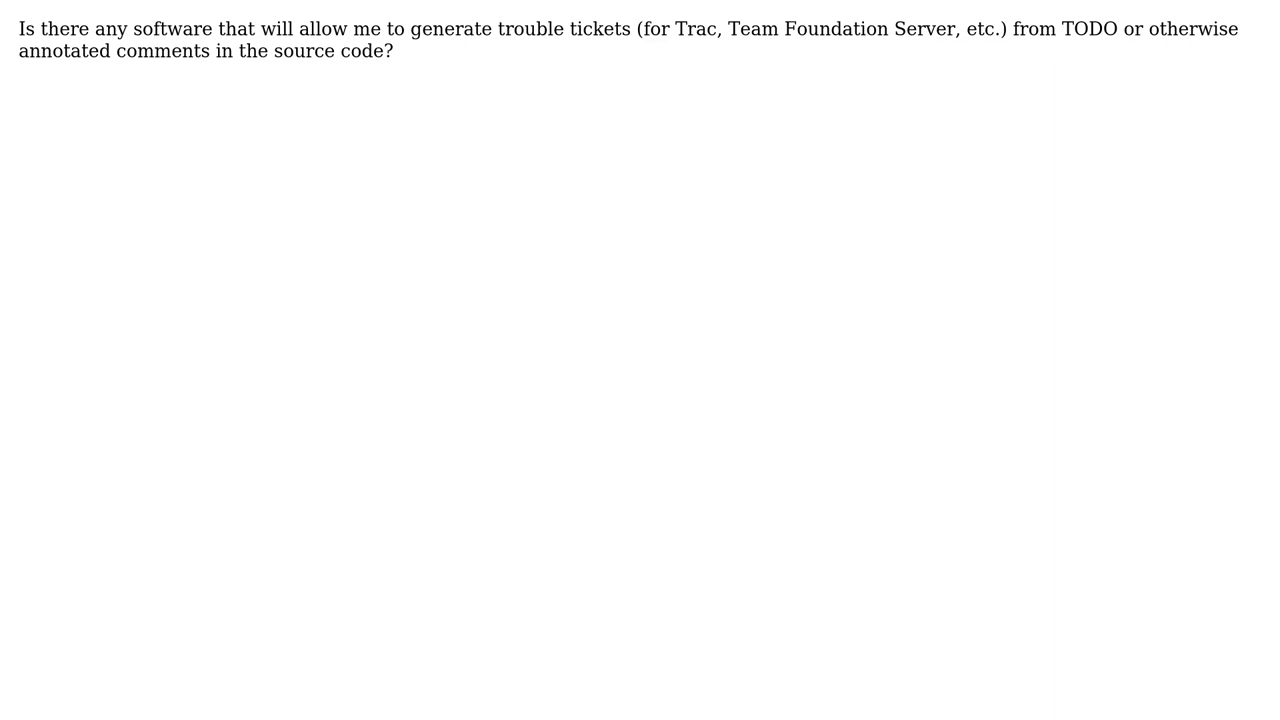 Is there any software that will allow me to generate trouble tickets (for Trac, Team Foundation Server, etc.) from TODO or otherwise
annotated comments in the source code?